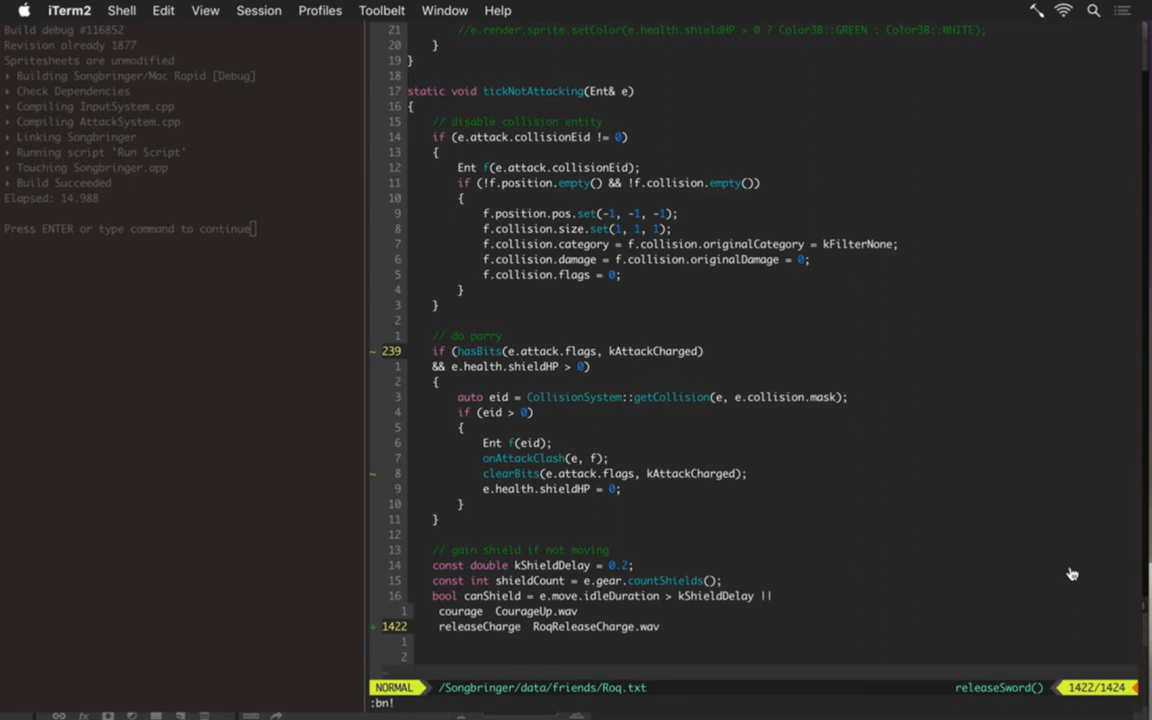 iTerm2 Shell Edit View Session Profiles Toolbelt Window Help
Build debug #116852
Revision already 1877
Spritesheets are unmodified
▸ Building Songbringer/Mac Rapid [Debug]
▸ Check Dependencies
▸ Compiling InputSystem.cpp
▸ Compiling AttackSystem.cpp
▸ Linking Songbringer
▸ Running script 'Run Script'
▸ Touching Songbringer.app
▸ Build Succeeded
Elapsed: 14.988
Press ENTER or type command to continue
21 //e.render.sprite.setColor(e.health.shieldHP > 0 ? Color3B::GREEN : Color3B::WHITE);
20 }
19 }
18
17 static void tickNotAttacking(Ent& e)
16 {
15 // disable collision entity
14 if (e.attack.collisionEid != 0)
13 {
12 Ent f(e.attack.collisionEid);
11 if (!f.position.empty() && !f.collision.empty())
10 {
9 f.position.pos.set(-1, -1, -1);
8 f.collision.size.set(1, 1, 1);
7 f.collision.category = f.collision.originalCategory = kFilterNone;
6 f.collision.damage = f.collision.originalDamage = 0;
5 f.collision.flags = 0;
4 }
3 }
2
1 // do parry
~ 239 if (hasBits(e.attack.flags, kAttackCharged)
1 && e.health.shieldHP > 0)
2 {
3 auto eid = CollisionSystem::getCollision(e, e.collision.mask);
4 if (eid > 0)
5 {
6 Ent f(eid);
7 onAttackClash(e, f);
~ 8 clearBits(e.attack.flags, kAttackCharged);
9 e.health.shieldHP = 0;
10 }
11 }
12
13 // gain shield if not moving
14 const double kShieldDelay = 0.2;
15 const int shieldCount = e.gear.countShields();
16 bool canShield = e.move.idleDuration > kShieldDelay ||
1 courage CourageUp.wav
+ 1422 releaseCharge RoqReleaseCharge.wav
1
2
~
NORMAL /Songbringer/data/friends/Roq.txt releaseSword() 1422/1424
:bn!